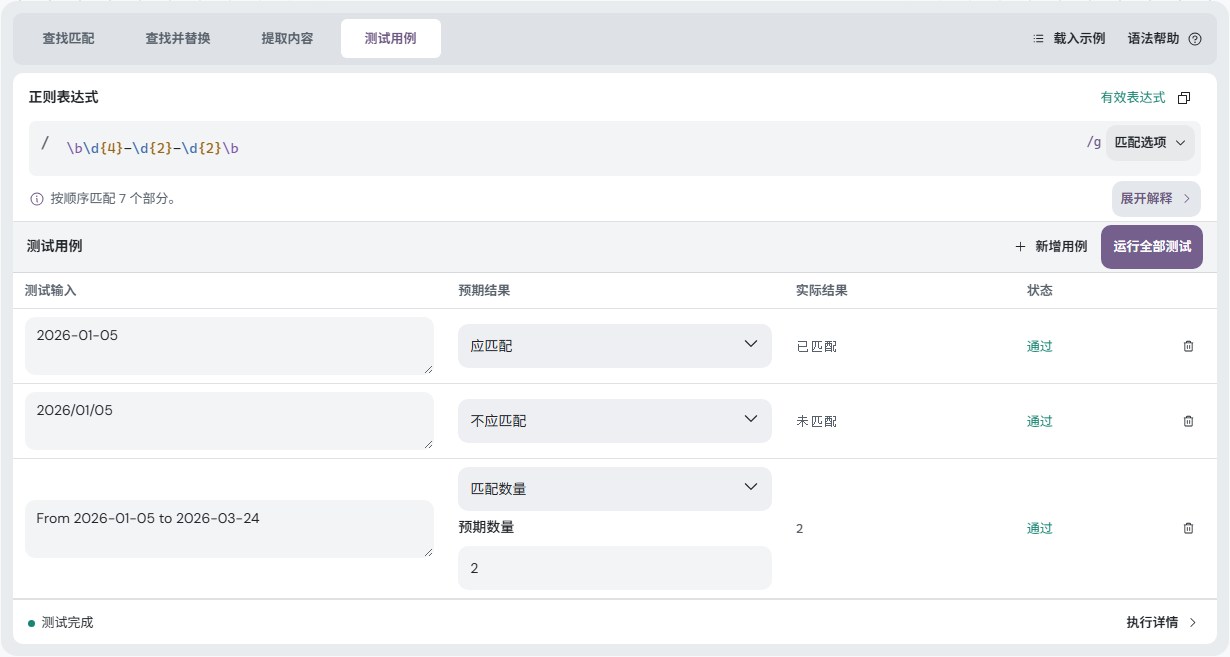 查找匹配 查找并替换 提取内容 测试用例 载入示例 语法帮助
正则表达式 有效表达式
/ \b\d{4}-\d{2}-\d{2}\b /g 匹配选项
按顺序匹配 7 个部分。 展开解释
测试用例 + 新增用例 运行全部测试
测试输入 预期结果 实际结果 状态
2026-01-05 应匹配 已匹配 通过
2026/01/05 不应匹配 未匹配 通过
匹配数量
From 2026-01-05 to 2026-03-24 预期数量 2 通过
2
测试完成 执行详情